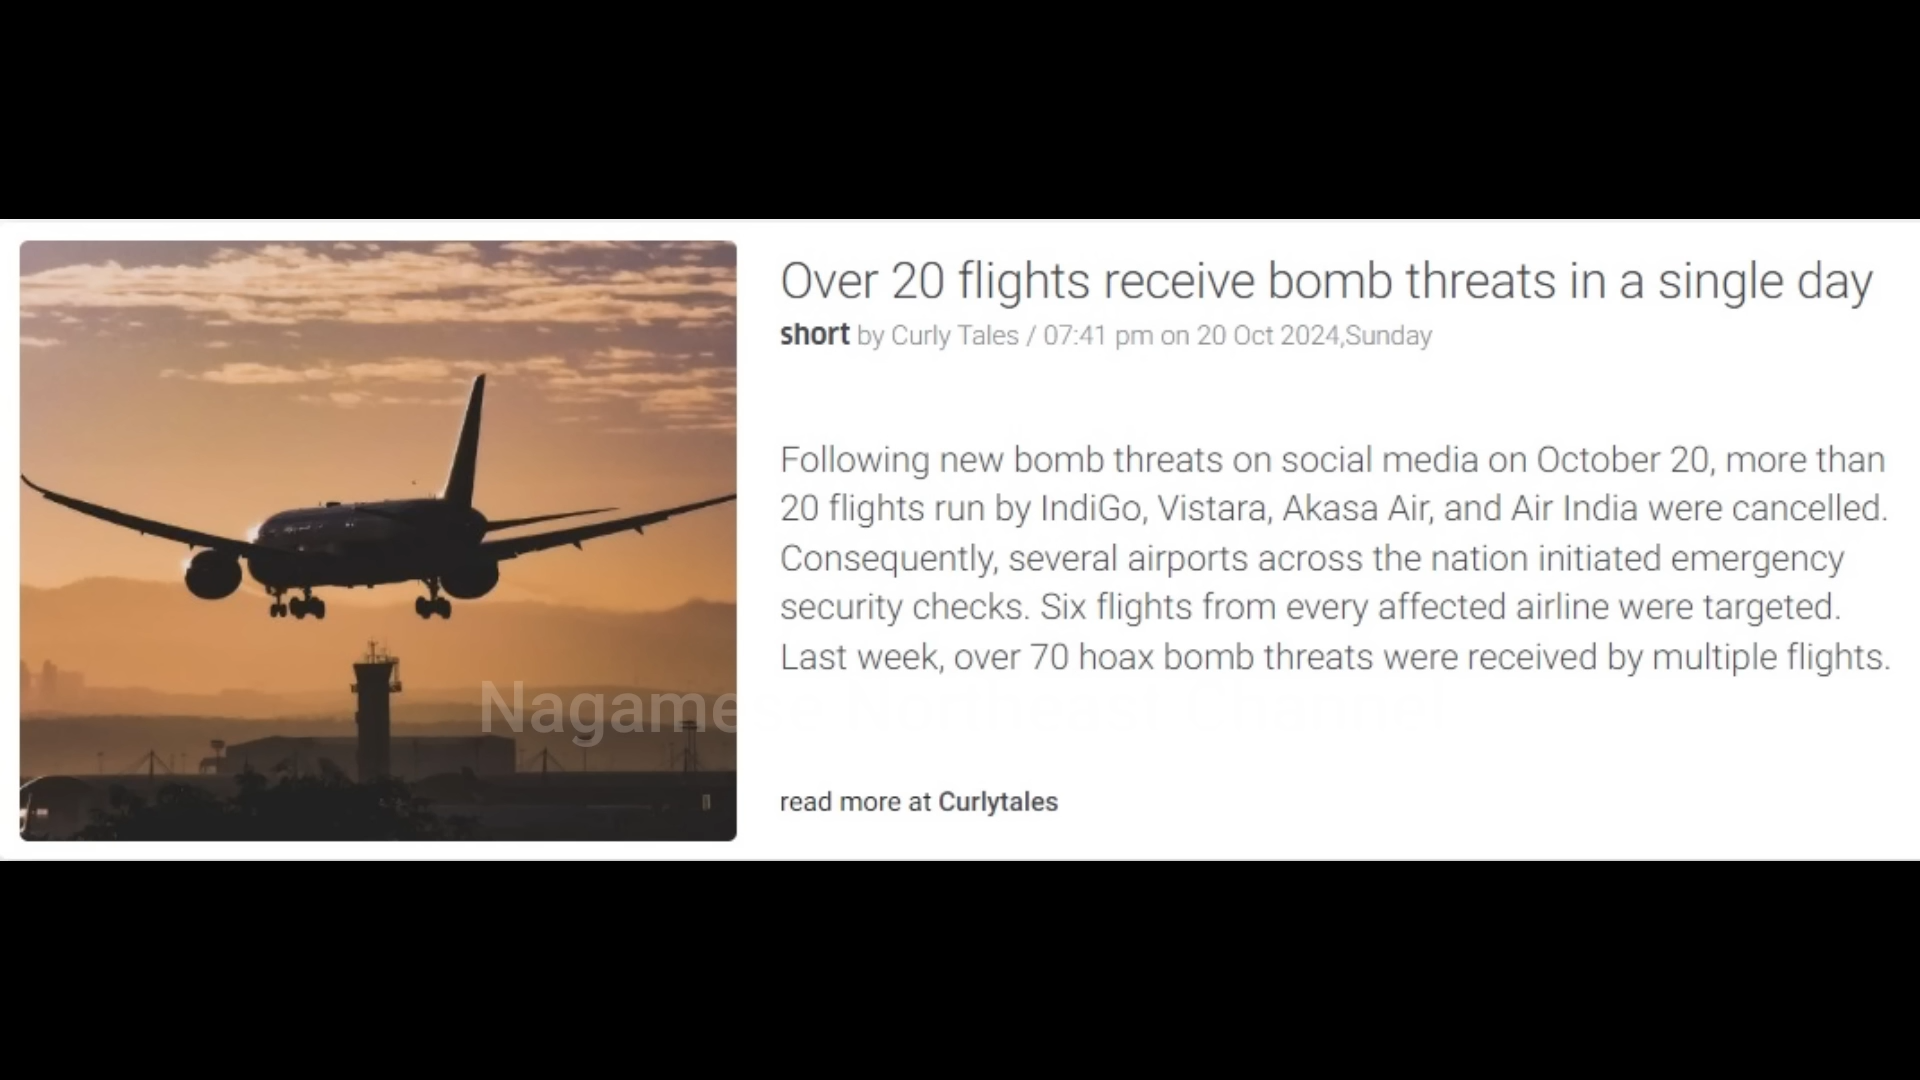 Over 20 flights receive bomb threats in a single day
short by Curly Tales / 07:41 pm on 20 Oct 2024,Sunday
Following new bomb threats on social media on October 20, more than
20 flights run by IndiGo, Vistara, Akasa Air, and Air India were cancelled.
Consequently, several airports across the nation initiated emergency
security checks. Six flights from every affected airline were targeted.
Last week, over 70 hoax bomb threats were received by multiple flights.
Nagamese Northeast Channel
read more at Curlytales